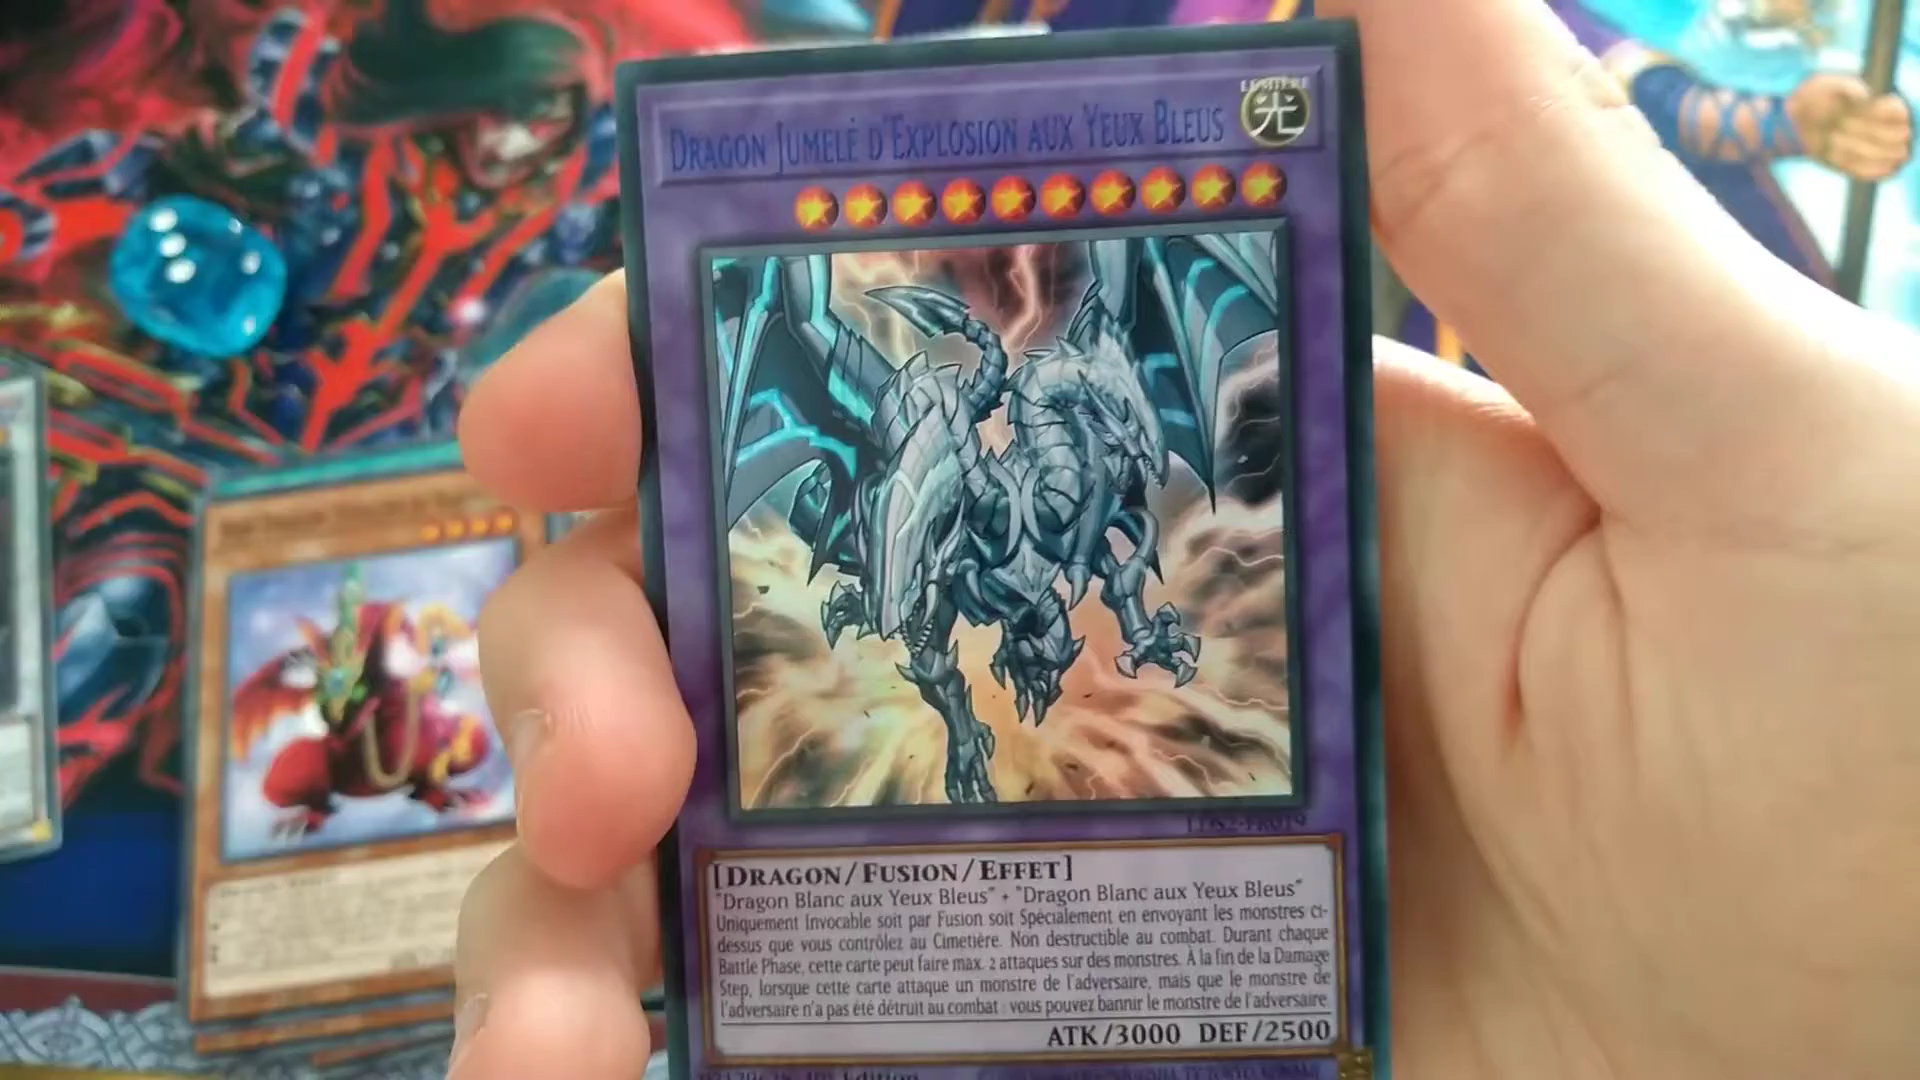 LUMIÈRE
光
Dragon Jumelé d'Explosion aux Yeux Bleus
LDS2-FR019
[Dragon/Fusion/Effet]
"Dragon Blanc aux Yeux Bleus" + "Dragon Blanc aux Yeux Bleus"
Uniquement Invocable soit par Fusion soit Spécialement en envoyant les monstres ci-
dessus que vous contrôlez au Cimetière. Non destructible au combat. Durant chaque
Battle Phase, cette carte peut faire max. 2 attaques sur des monstres. À la fin de la Damage
Step, lorsque cette carte attaque un monstre de l'adversaire, mais que le monstre de
l'adversaire n'a pas été détruit au combat : vous pouvez bannir le monstre de l'adversaire.
ATK/3000 DEF/2500
Edition